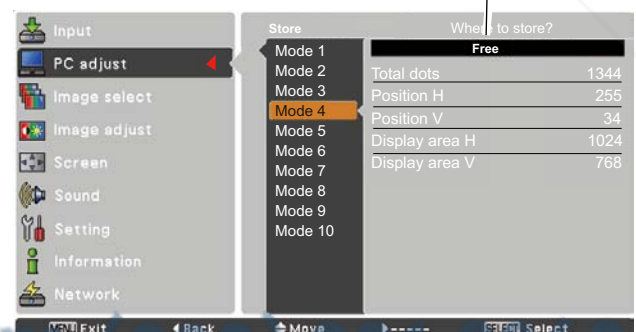 Input
PC adjust
Image select
Image adjust
Screen
Sound
Setting
Information
Network
Store
Mode 1
Mode 2
Mode 3
Mode 4
Mode 5
Mode 6
Mode 7
Mode 8
Mode 9
Mode 10
Where to store?
Free
Total dots 1344
Position H 255
Position V 34
Display area H 1024
Display area V 768
MENU Exit ◀ Back Move ▶----- SELECT Select